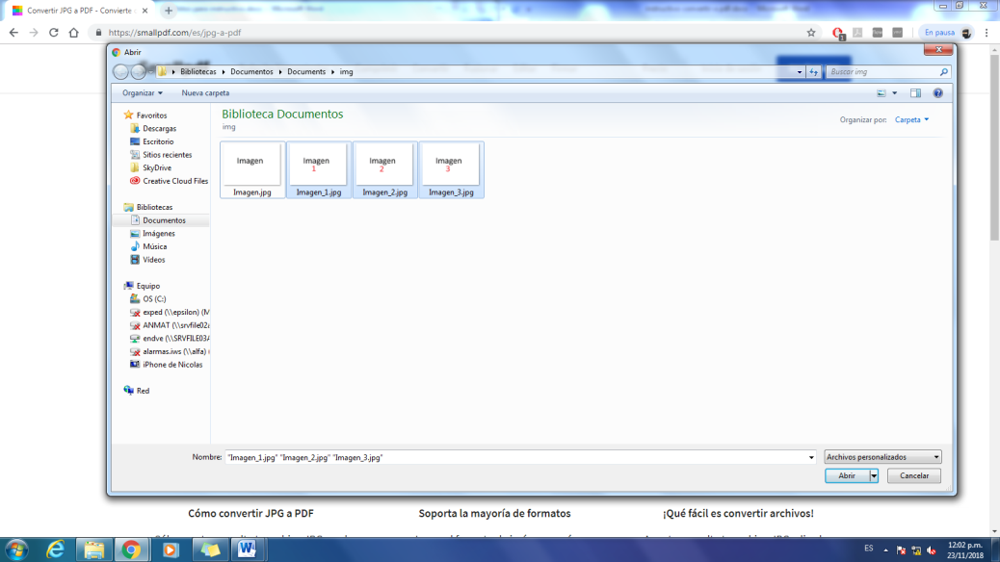 Convertir JPG a PDF - Convierte
https://smallpdf.com/es/jpg-a-pdf
1
En pausa
Abrir
Bibliotecas
Documentos
Documents
img
Buscar img
Organizar
Nueva carpeta
Favoritos
Descargas
Escritorio
Sitios recientes
SkyDrive
Creative Cloud Files
Bibliotecas
Documentos
Imágenes
Música
Vídeos
Equipo
OS (C:)
exped (\\epsilon) (M
ANMAT (\\srvfile02a
endve (\\SRVFILE03A
alarmas.iws (\\alfa) (
iPhone de Nicolas
Red
Biblioteca Documentos
img
Organizar por: Carpeta
Imagen
Imagen.jpg
Imagen
1
Imagen_1.jpg
Imagen
2
Imagen_2.jpg
Imagen
3
Imagen_3.jpg
Nombre: "Imagen_1.jpg" "Imagen_2.jpg" "Imagen_3.jpg"
Archivos personalizados
Abrir
Cancelar
Cómo convertir JPG a PDF
Soporta la mayoría de formatos
¡Qué fácil es convertir archivos!
ES
12:02 p.m.
23/11/2018